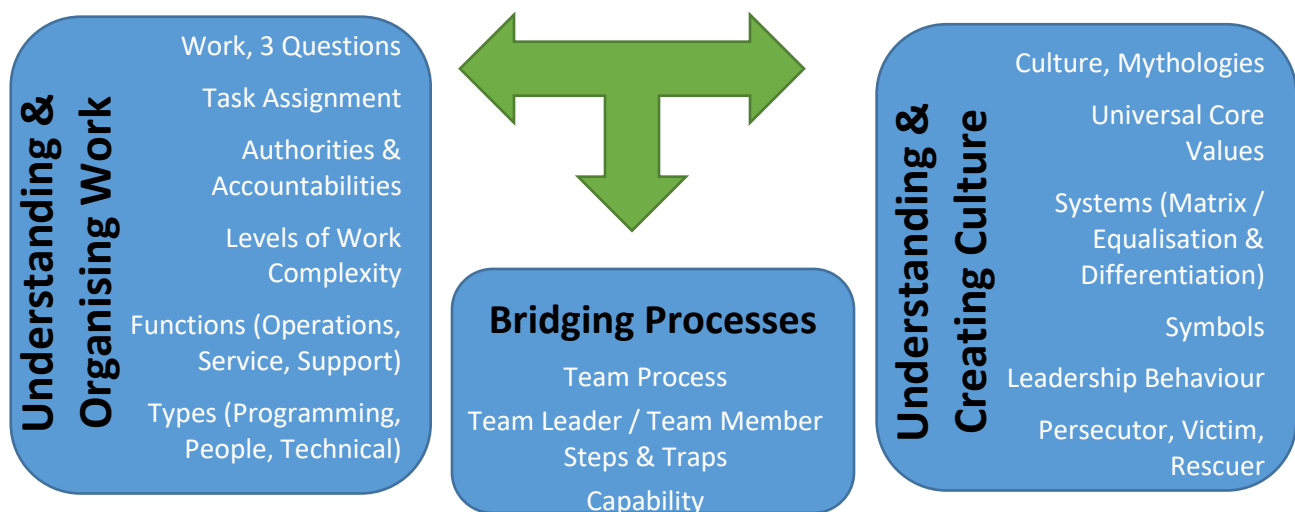 Understanding &
Organising Work
Work, 3 Questions
Task Assignment
Authorities &
Accountabilities
Levels of Work
Complexity
Functions (Operations,
Service, Support)
Types (Programming,
People, Technical)
Bridging Processes
Team Process
Team Leader / Team Member
Steps & Traps
Capability
Understanding &
Creating Culture
Culture, Mythologies
Universal Core
Values
Systems (Matrix /
Equalisation &
Differentiation)
Symbols
Leadership Behaviour
Persecutor, Victim,
Rescuer